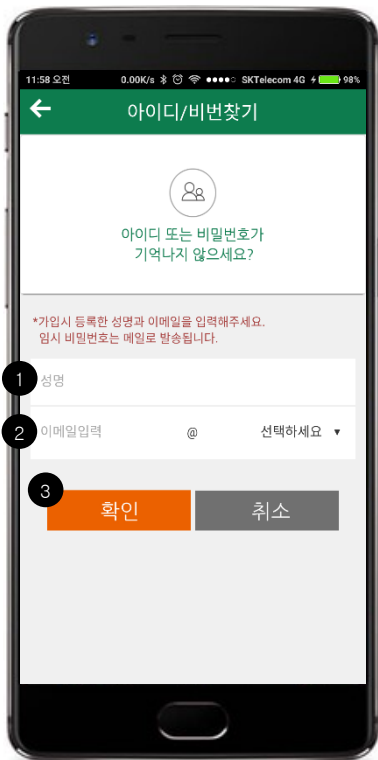 11:58 오전 0.00K/s SKTelecom 4G 98%
아이디/비번찾기
아이디 또는 비밀번호가
기억나지 않으세요?
*가입시 등록한 성명과 이메일을 입력해주세요.
임시 비밀번호는 메일로 발송됩니다.
1 성명
2 이메일입력 @ 선택하세요 ▼
3
확인 취소